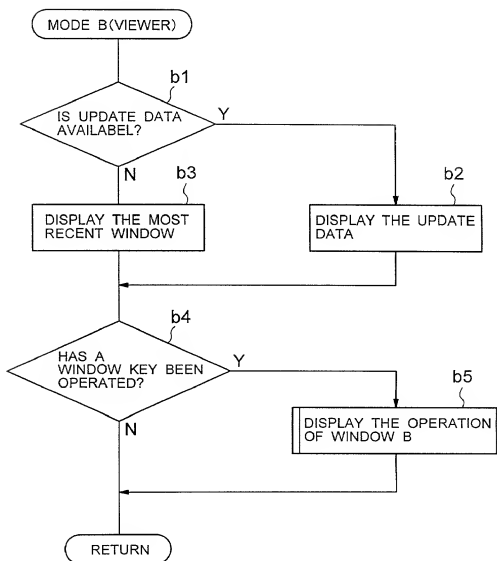 MODE B(VIEWER)
b1
IS UPDATE DATA
AVAILABEL?
Y
N
b3
b2
DISPLAY THE MOST
RECENT WINDOW
DISPLAY THE UPDATE
DATA
b4
HAS A
WINDOW KEY BEEN
OPERATED?
Y
N
b5
DISPLAY THE OPERATION
OF WINDOW B
RETURN